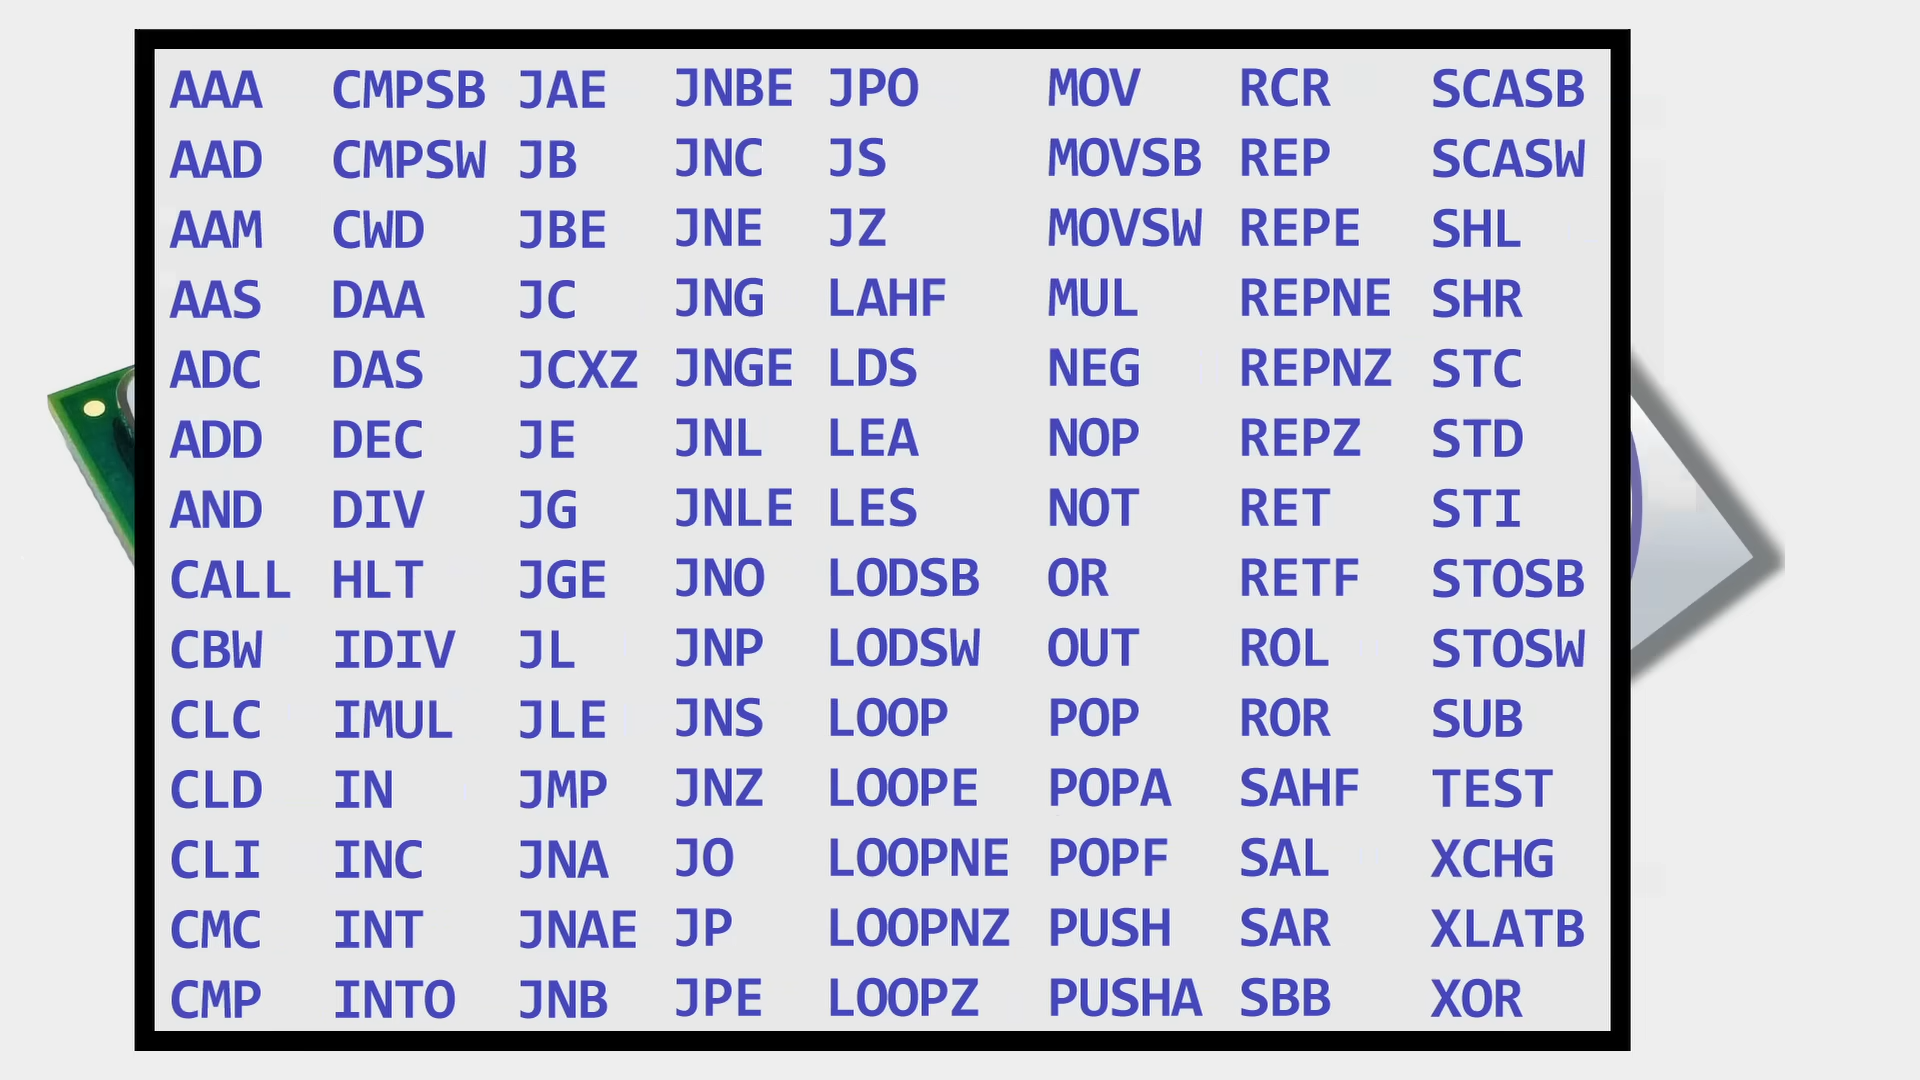 AAA CMPSB JAE JNBE JPO MOV RCR SCASB
AAD CMPSW JB JNC JS MOVSB REP SCASW
AAM CWD JBE JNE JZ MOVSW REPE SHL
AAS DAA JC JNG LAHF MUL REPNE SHR
ADC DAS JCXZ JNGE LDS NEG REPNZ STC
ADD DEC JE JNL LEA NOP REPZ STD
AND DIV JG JNLE LES NOT RET STI
CALL HLT JGE JNO LODSB OR RETF STOSB
CBW IDIV JL JNP LODSW OUT ROL STOSW
CLC IMUL JLE JNS LOOP POP ROR SUB
CLD IN JMP JNZ LOOPE POPA SAHF TEST
CLI INC JNA JO LOOPNE POPF SAL XCHG
CMC INT JNAE JP LOOPNZ PUSH SAR XLATB
CMP INTO JNB JPE LOOPZ PUSHA SBB XOR